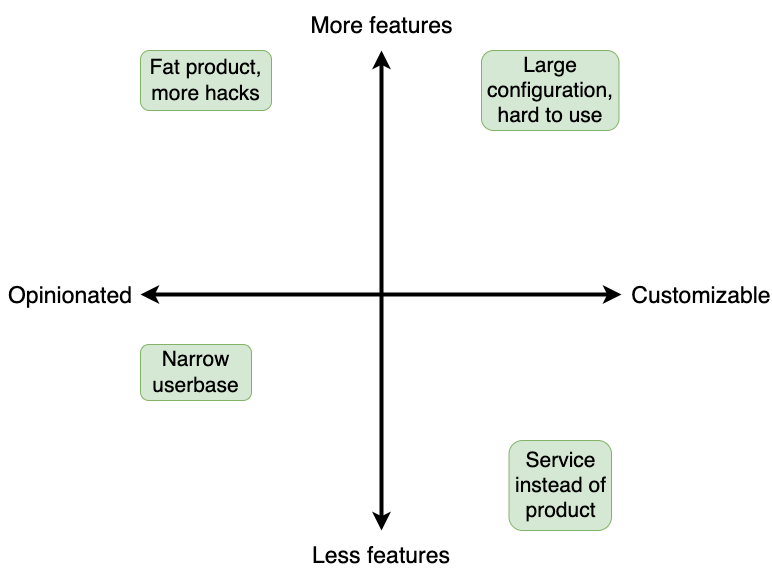 More features
Fat product,
more hacks
Large
configuration,
hard to use
Opinionated
Customizable
Narrow
userbase
Service
instead of
product
Less features